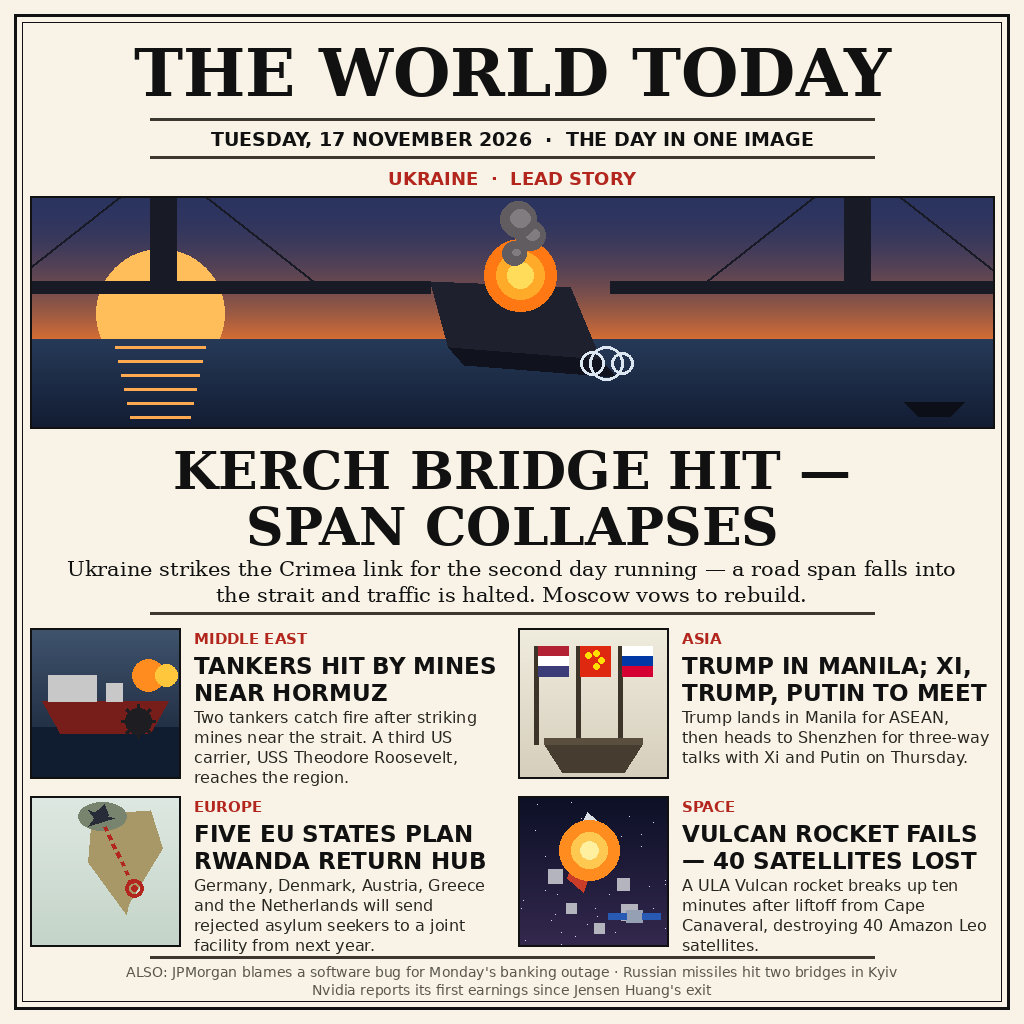 THE WORLD TODAY
TUESDAY, 17 NOVEMBER 2026 · THE DAY IN ONE IMAGE
UKRAINE · LEAD STORY
KERCH BRIDGE HIT —
SPAN COLLAPSES
Ukraine strikes the Crimea link for the second day running — a road span falls into
the strait and traffic is halted. Moscow vows to rebuild.
MIDDLE EAST
TANKERS HIT BY MINES
NEAR HORMUZ
Two tankers catch fire after striking
mines near the strait. A third US
carrier, USS Theodore Roosevelt,
reaches the region.
ASIA
TRUMP IN MANILA; XI,
TRUMP, PUTIN TO MEET
Trump lands in Manila for ASEAN,
then heads to Shenzhen for three-way
talks with Xi and Putin on Thursday.
EUROPE
FIVE EU STATES PLAN
RWANDA RETURN HUB
Germany, Denmark, Austria, Greece
and the Netherlands will send
rejected asylum seekers to a joint
facility from next year.
SPACE
VULCAN ROCKET FAILS
— 40 SATELLITES LOST
A ULA Vulcan rocket breaks up ten
minutes after liftoff from Cape
Canaveral, destroying 40 Amazon Leo
satellites.
ALSO: JPMorgan blames a software bug for Monday's banking outage · Russian missiles hit two bridges in Kyiv
Nvidia reports its first earnings since Jensen Huang's exit